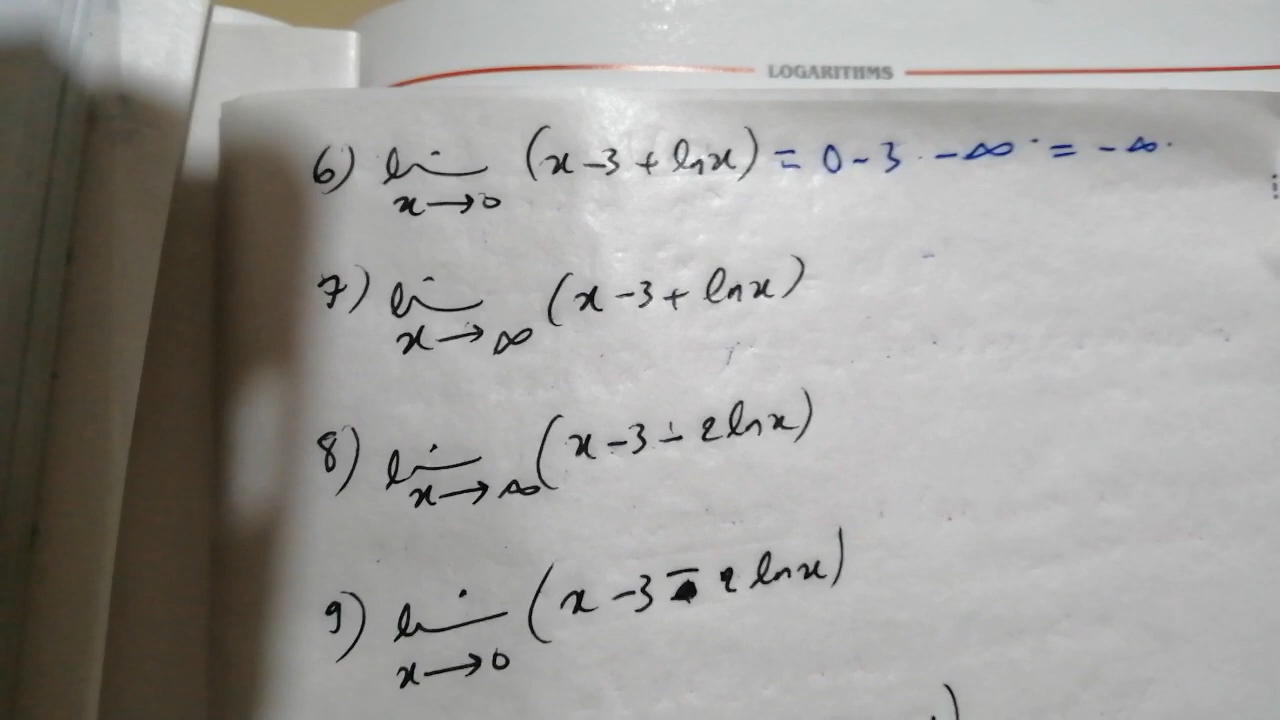 LOGARITHMS
6) lim (x-3 + lnx) = 0-3 -∞ = -∞.
x→0
7) lim (x-3 + lnx)
x→∞
8) lim (x-3 - 2lnx)
x→∞
9) lim (x-3 - 2lnx)
x→0